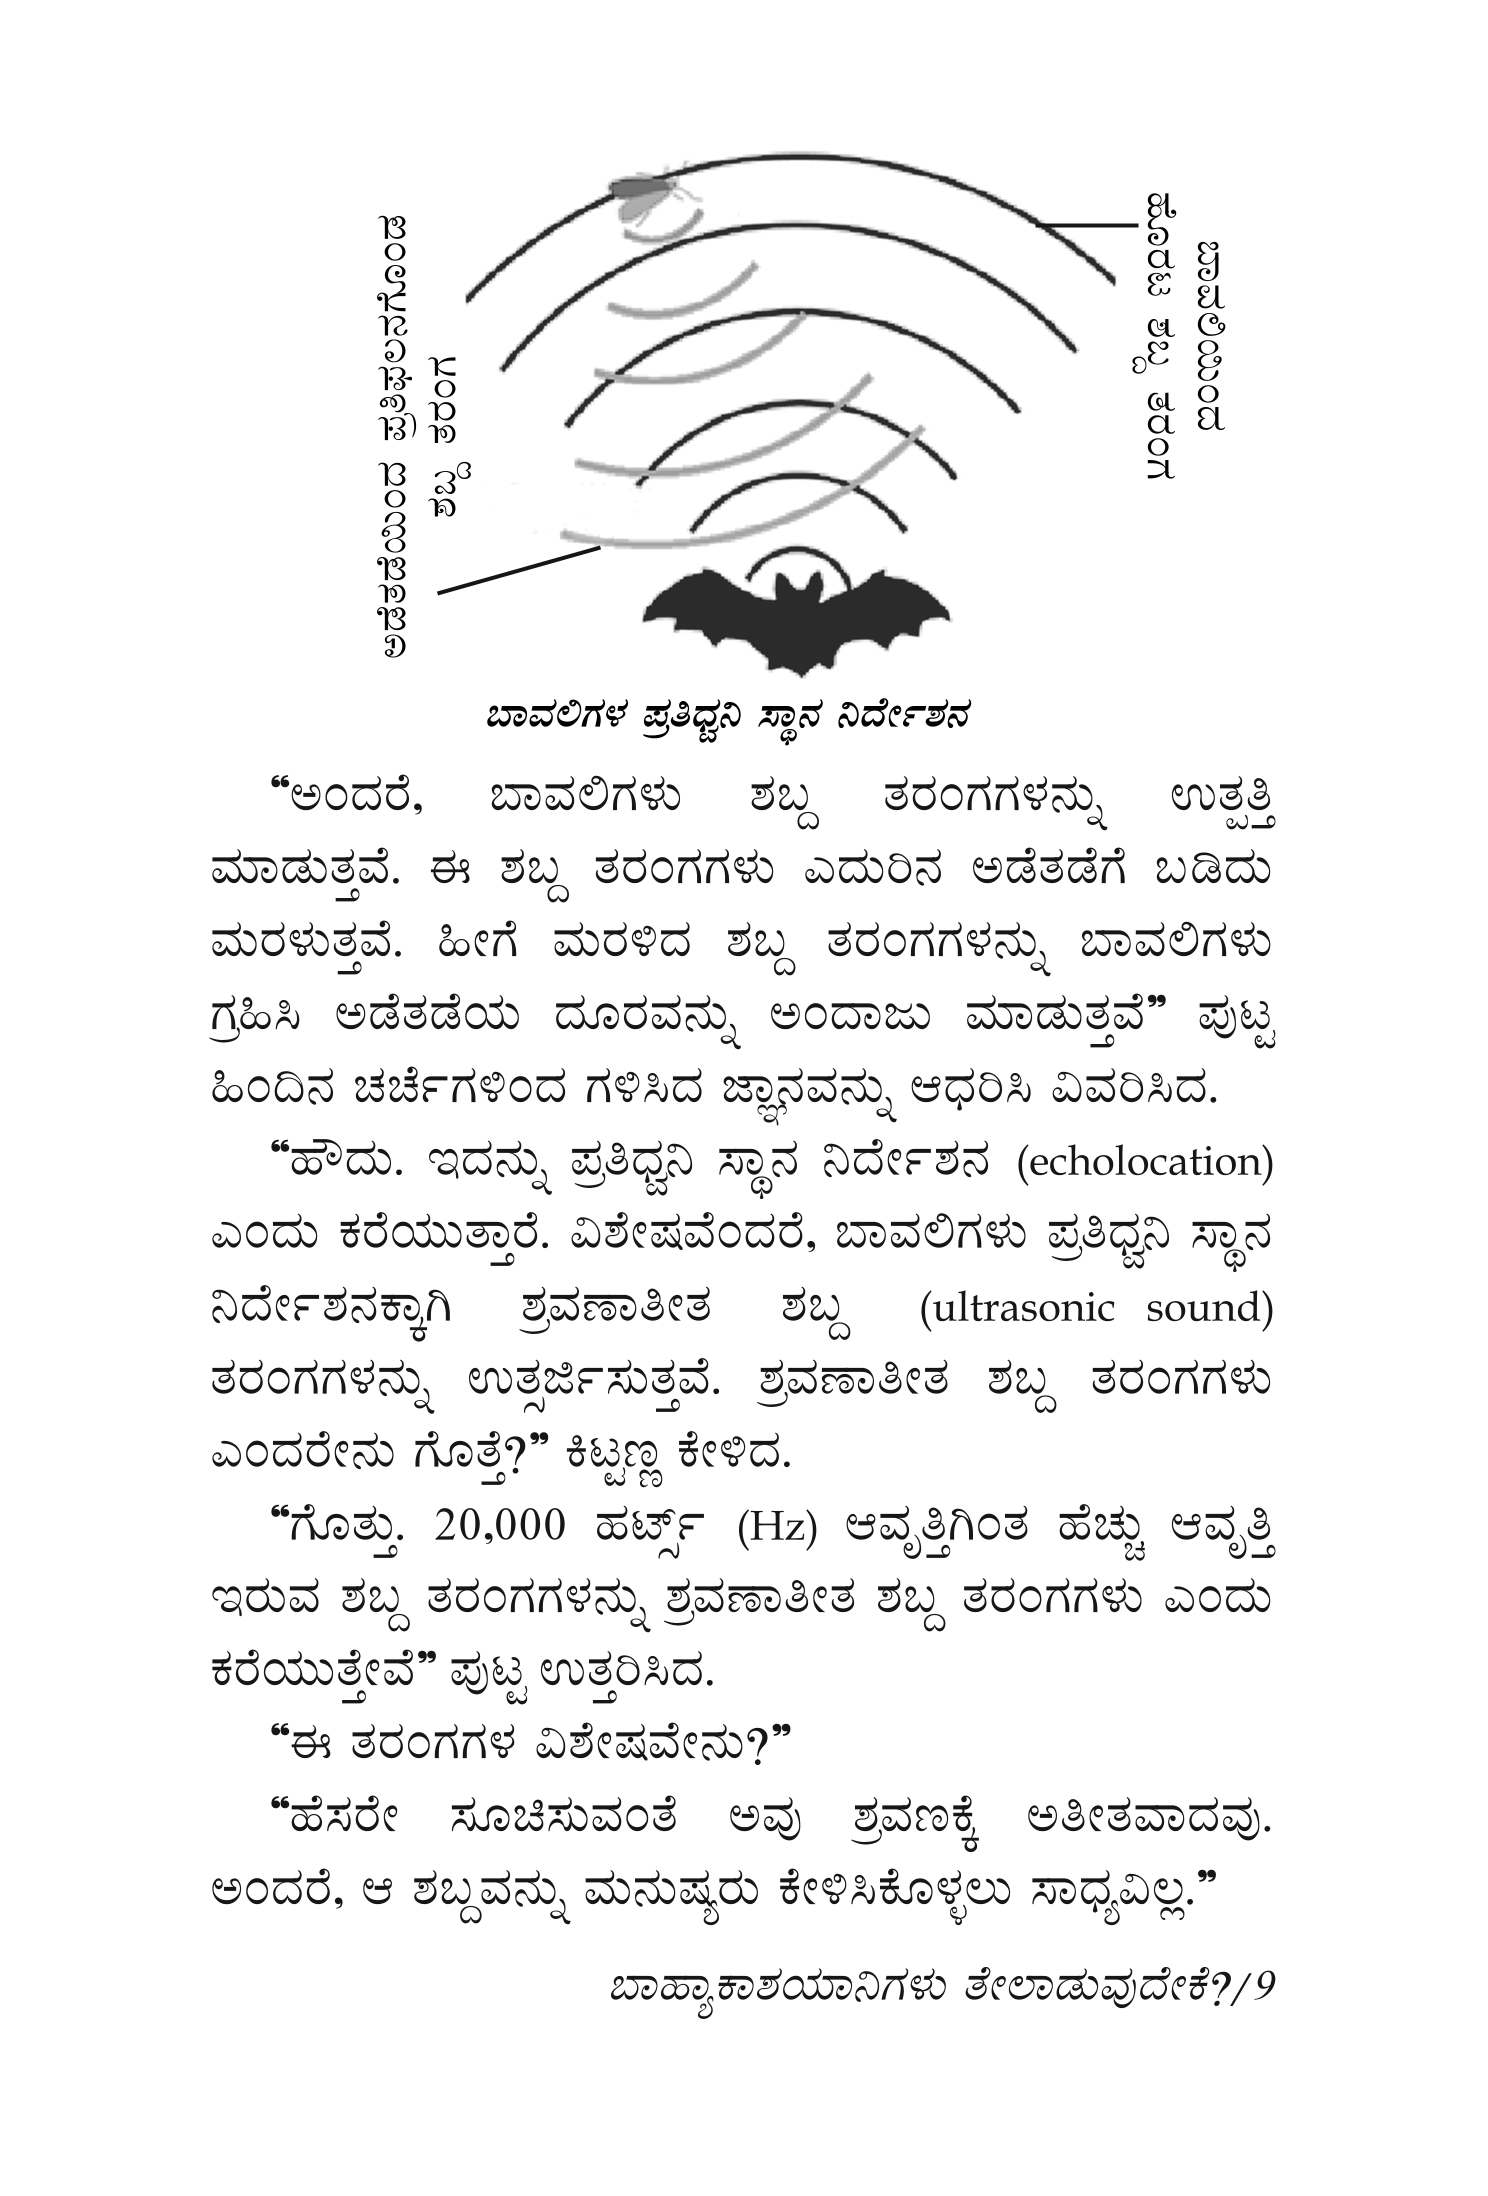 ಅಡೆತಡೆಯಿಂದ ಪ್ರತಿಫಲನಗೊಂಡ
ಶಬ್ದ ತರಂಗ
ಬಾವಲಿಯಿಂದ
ಹೊರಟ ಶಬ್ದ ತರಂಗ
ಬಾವಲಿಗಳ ಪ್ರತಿಧ್ವನಿ ಸ್ಥಾನ ನಿರ್ದೇಶನ
“ಅಂದರೆ, ಬಾವಲಿಗಳು ಶಬ್ದ ತರಂಗಗಳನ್ನು ಉತ್ಪತ್ತಿ
ಮಾಡುತ್ತವೆ. ಈ ಶಬ್ದ ತರಂಗಗಳು ಎದುರಿನ ಅಡೆತಡೆಗೆ ಬಡಿದು
ಮರಳುತ್ತವೆ. ಹೀಗೆ ಮರಳಿದ ಶಬ್ದ ತರಂಗಗಳನ್ನು ಬಾವಲಿಗಳು
ಗ್ರಹಿಸಿ ಅಡೆತಡೆಯ ದೂರವನ್ನು ಅಂದಾಜು ಮಾಡುತ್ತವೆ” ಪುಟ್ಟ
ಹಿಂದಿನ ಚರ್ಚೆಗಳಿಂದ ಗಳಿಸಿದ ಜ್ಞಾನವನ್ನು ಆಧರಿಸಿ ವಿವರಿಸಿದ.
“ಹೌದು. ಇದನ್ನು ಪ್ರತಿಧ್ವನಿ ಸ್ಥಾನ ನಿರ್ದೇಶನ (echolocation)
ಎಂದು ಕರೆಯುತ್ತಾರೆ. ವಿಶೇಷವೆಂದರೆ, ಬಾವಲಿಗಳು ಪ್ರತಿಧ್ವನಿ ಸ್ಥಾನ
ನಿರ್ದೇಶನಕ್ಕಾಗಿ ಶ್ರವಣಾತೀತ ಶಬ್ದ (ultrasonic sound)
ತರಂಗಗಳನ್ನು ಉತ್ಸರ್ಜಿಸುತ್ತವೆ. ಶ್ರವಣಾತೀತ ಶಬ್ದ ತರಂಗಗಳು
ಎಂದರೇನು ಗೊತ್ತೆ?” ಕಿಟ್ಟಣ್ಣ ಕೇಳಿದ.
“ಗೊತ್ತು. 20,000 ಹರ್ಟ್ಸ್ (Hz) ಆವೃತ್ತಿಗಿಂತ ಹೆಚ್ಚು ಆವೃತ್ತಿ
ಇರುವ ಶಬ್ದ ತರಂಗಗಳನ್ನು ಶ್ರವಣಾತೀತ ಶಬ್ದ ತರಂಗಗಳು ಎಂದು
ಕರೆಯುತ್ತೇವೆ” ಪುಟ್ಟ ಉತ್ತರಿಸಿದ.
“ಈ ತರಂಗಗಳ ವಿಶೇಷವೇನು?”
“ಹೆಸರೇ ಸೂಚಿಸುವಂತೆ ಅವು ಶ್ರವಣಕ್ಕೆ ಅತೀತವಾದವು.
ಅಂದರೆ, ಆ ಶಬ್ದವನ್ನು ಮನುಷ್ಯರು ಕೇಳಿಸಿಕೊಳ್ಳಲು ಸಾಧ್ಯವಿಲ್ಲ.”
ಬಾಹ್ಯಾಕಾಶಯಾನಿಗಳು ತೇಲಾಡುವುದೇಕೆ?/9